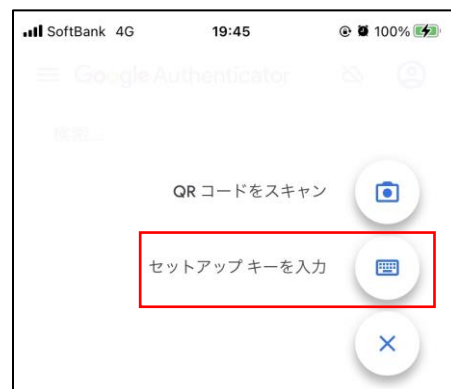 SoftBank 4G 19:45 100%
Google Authenticator
検索...
QR コードをスキャン
セットアップ キーを入力